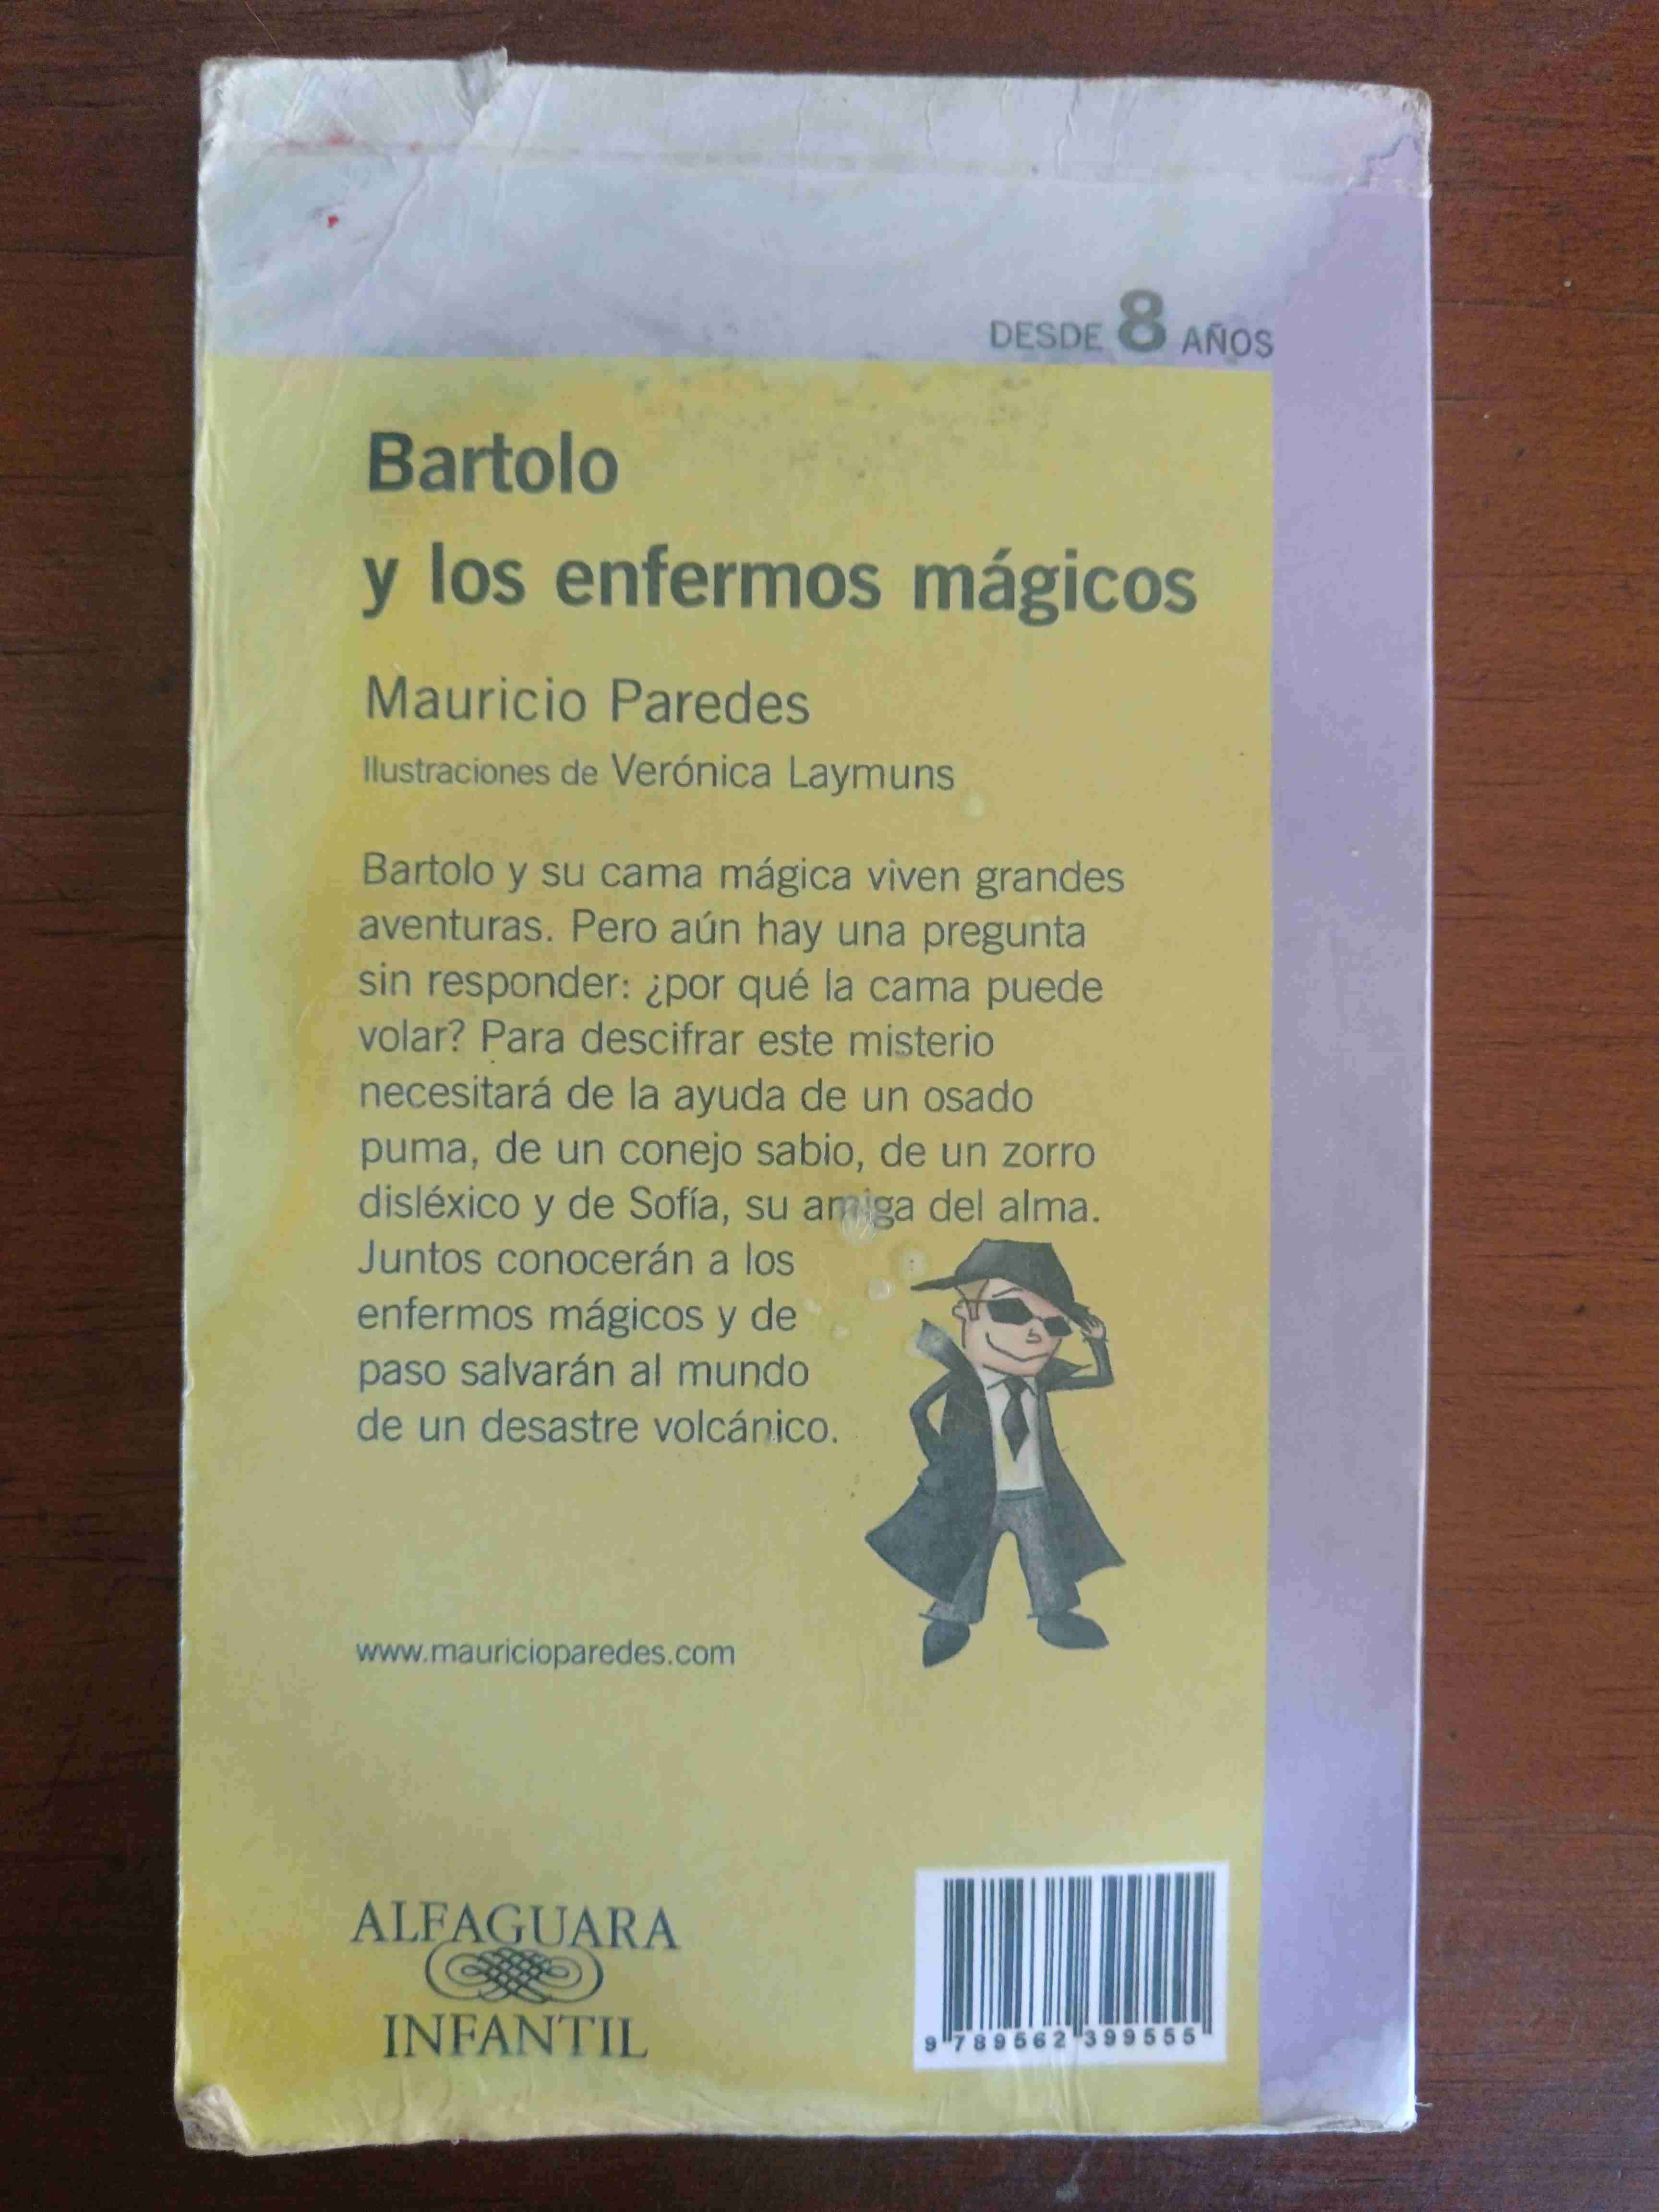 DESDE 8 AÑOS
Bartolo
y los enfermos mágicos
Mauricio Paredes
Ilustraciones de Verónica Laymuns
Bartolo y su cama mágica viven grandes
aventuras. Pero aún hay una pregunta
sin responder: ¿por qué la cama puede
volar? Para descifrar este misterio
necesitará de la ayuda de un osado
puma, de un conejo sabio, de un zorro
disléxico y de Sofía, su amiga del alma.
Juntos conocerán a los
enfermos mágicos y de
paso salvarán al mundo
de un desastre volcánico.
www.mauricioparedes.com
ALFAGUARA
INFANTIL
9 789562 399555